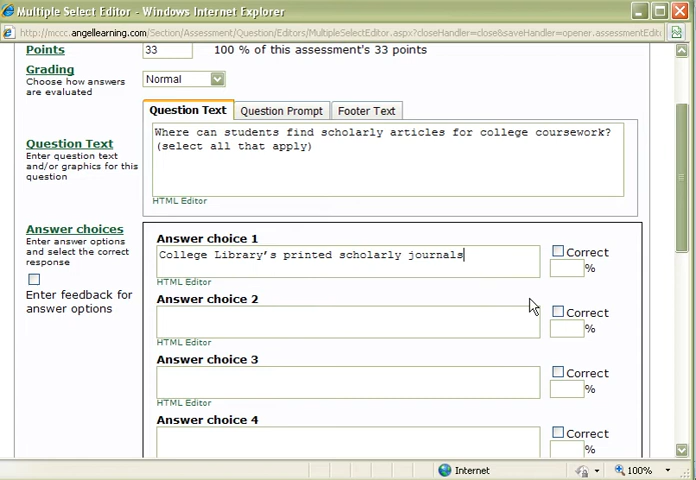 Multiple Select Editor - Windows Internet Explorer
http://mccc.angellearning.com/Section/Assessment/Question/Editors/MultipleSelectEditor.aspx?closeHandler=close&saveHandler=opener.assessmentEdito
Points 33 100 % of this assessment's 33 points
Grading
Choose how answers
are evaluated
Normal
Question Text Question Prompt Footer Text
Question Text
Enter question text
and/or graphics for this
question
Where can students find scholarly articles for college coursework?
(select all that apply)
HTML Editor
Answer choices
Enter answer options
and select the correct
response
Enter feedback for
answer options
Answer choice 1
College Library's printed scholarly journals
Correct
%
HTML Editor
Answer choice 2
Correct
%
HTML Editor
Answer choice 3
Correct
%
HTML Editor
Answer choice 4
Correct
%
Internet 100%